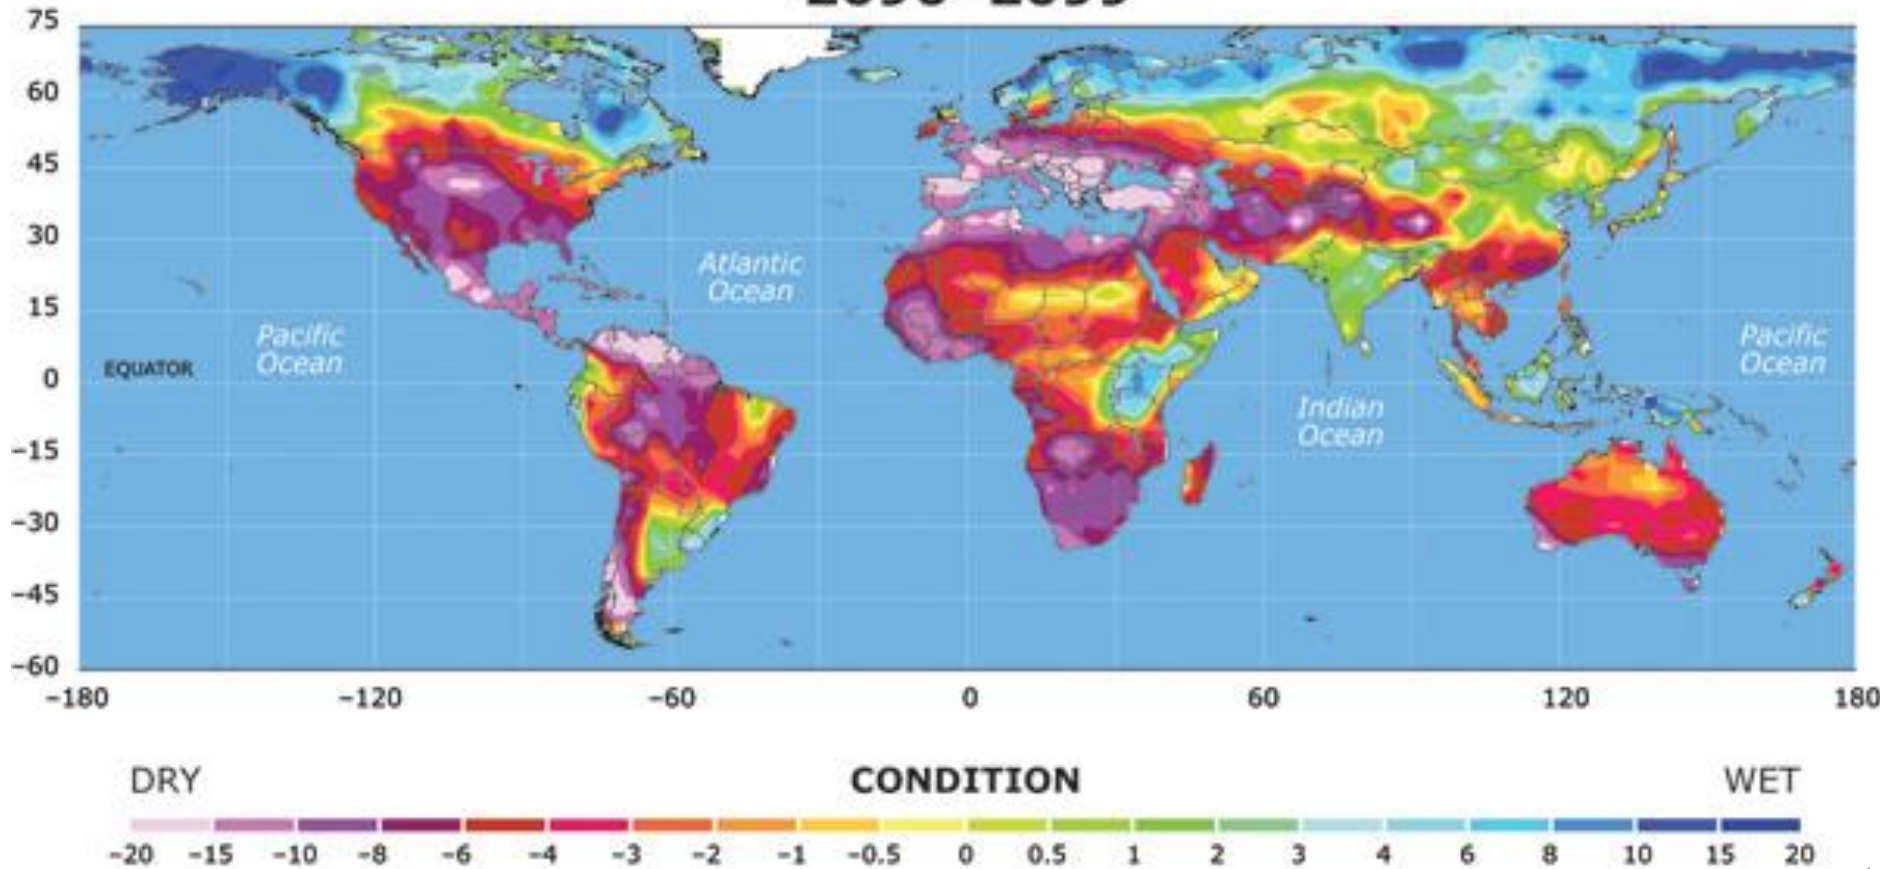 75
60
45
30
15
0
−15
−30
−45
−60
Atlantic
Ocean
Pacific
Ocean
EQUATOR
Indian
Ocean
Pacific
Ocean
−180 −120 −60 0 60 120 180
DRY CONDITION WET
−20 −15 −10 −8 −6 −4 −3 −2 −1 −0.5 0 0.5 1 2 3 4 6 8 10 15 20